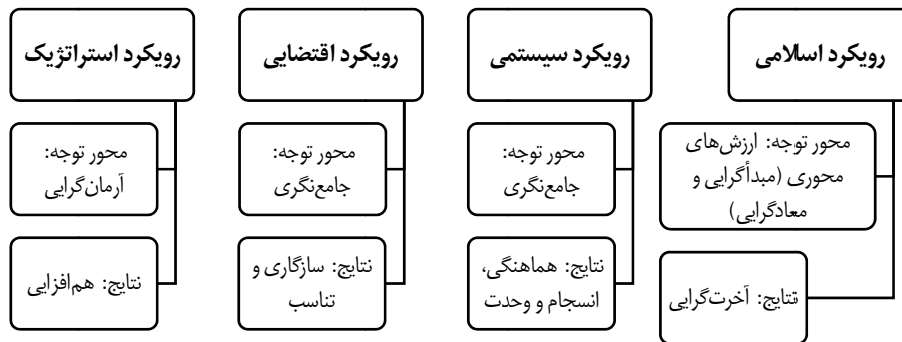 رویکرد اسلامی
محور توجه: ارزش‌های
محوری (مبدأگرایی و
معادگرایی)
نتایج: آخرت‌گرایی
رویکرد سیستمی
محور توجه:
جامع‌نگری
نتایج: هماهنگی،
انسجام و وحدت
رویکرد اقتضایی
محور توجه:
جامع‌نگری
نتایج: سازگاری و
تناسب
رویکرد استراتژیک
محور توجه:
آرمان‌گرایی
نتایج: هم‌افزایی